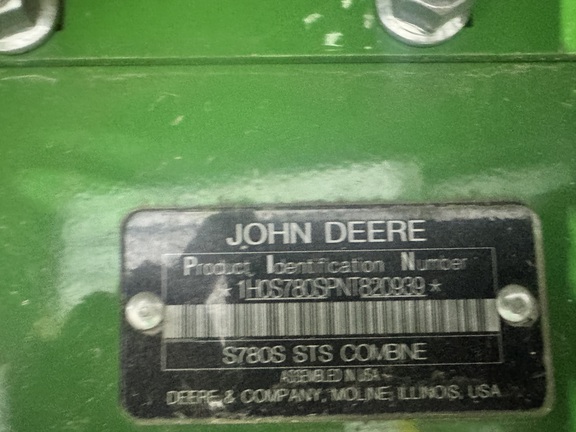 JOHN DEERE
Product Identification Number
*1H0S780SPNT820939*
S780S STS COMBINE
ASSEMBLED IN USA
DEERE & COMPANY, MOLINE, ILLINOIS, USA